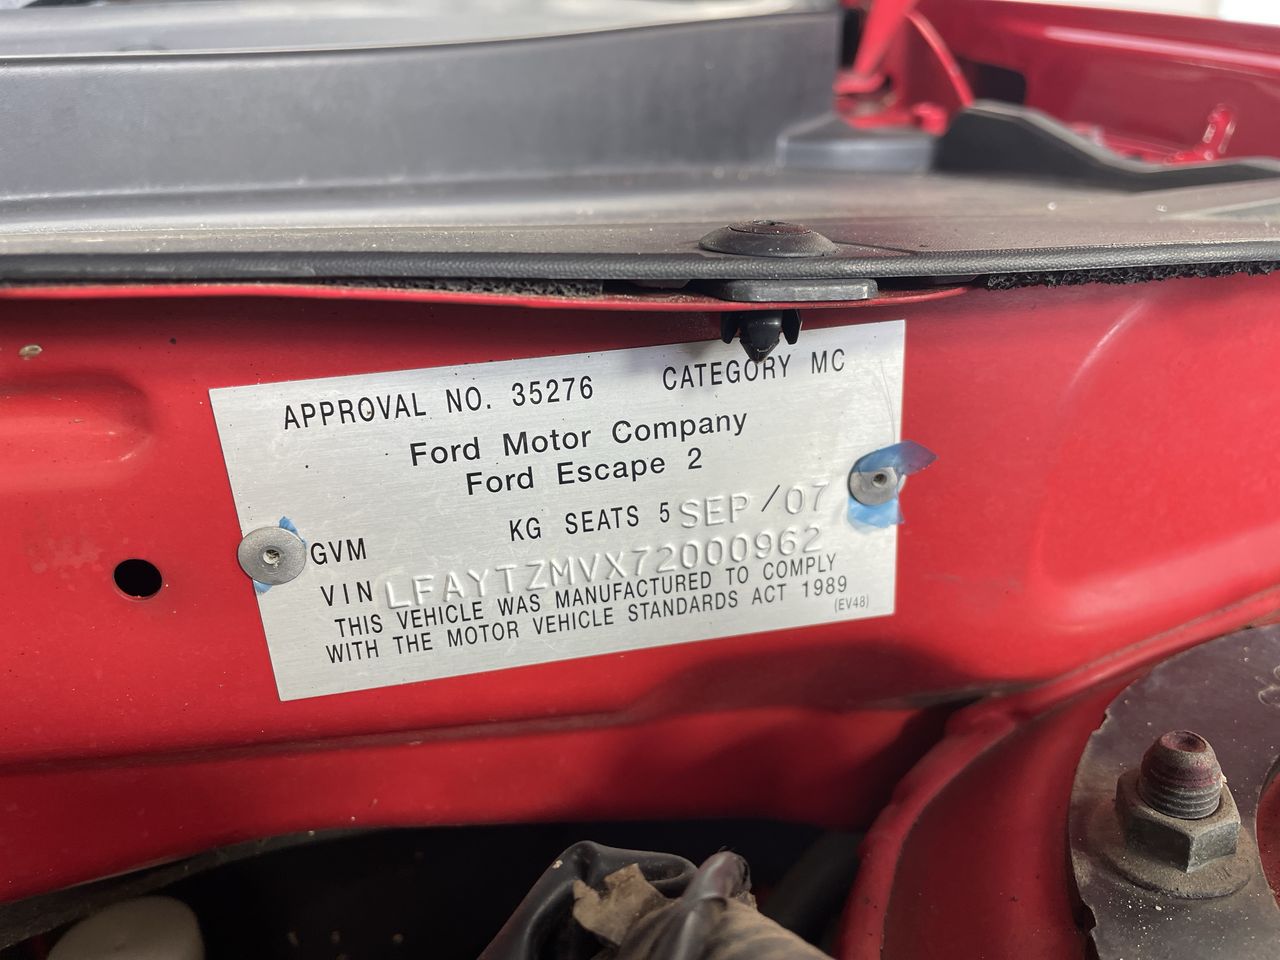 APPROVAL NO. 35276 CATEGORY MC
Ford Motor Company
Ford Escape 2
GVM KG SEATS 5 SEP/07
VIN LFAYTZMVX72000962
THIS VEHICLE WAS MANUFACTURED TO COMPLY
WITH THE MOTOR VEHICLE STANDARDS ACT 1989
(EV48)